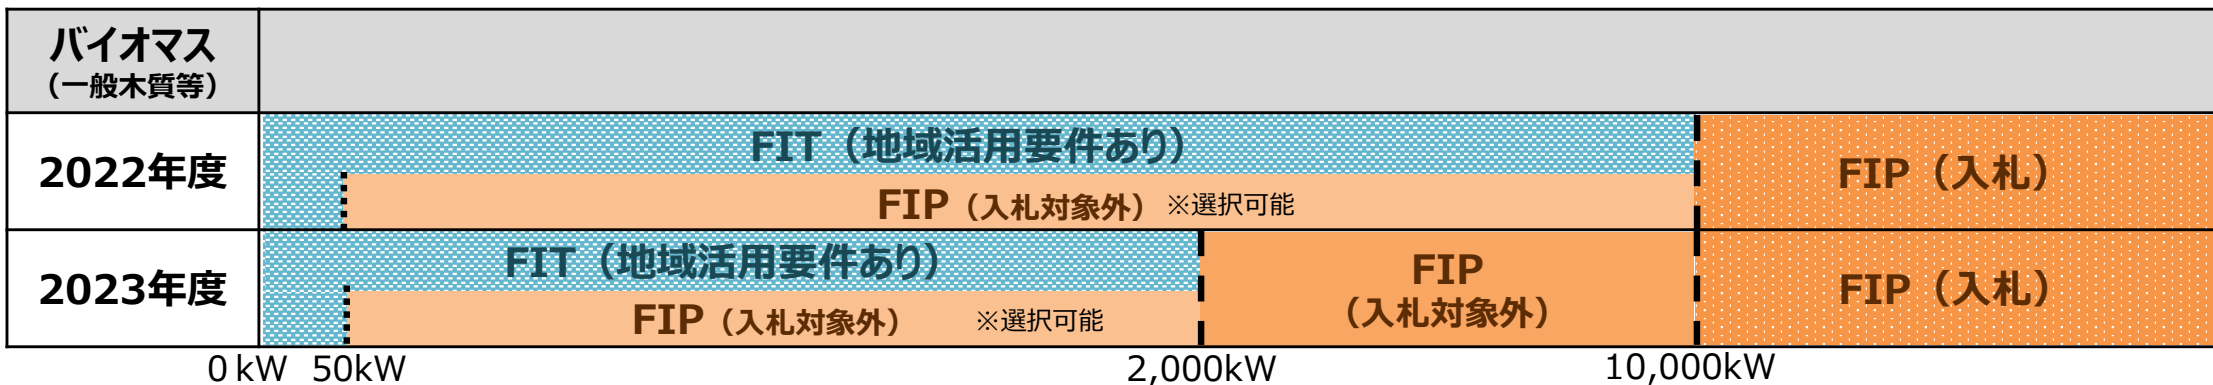 バイオマス
（一般木質等）
2022年度
FIT（地域活用要件あり）
FIP（入札対象外）※選択可能
FIP（入札）
2023年度
FIT（地域活用要件あり）
FIP（入札対象外） ※選択可能
FIP
（入札対象外）
FIP（入札）
0 kW 50kW 2,000kW 10,000kW